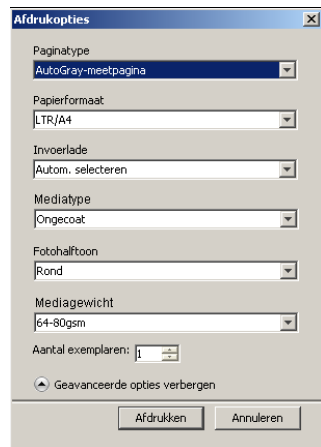 Afdrukopties
Paginatype
AutoGray-meetpagina
Papierformaat
LTR/A4
Invoerlade
Autom. selecteren
Mediatype
Ongecoat
Fotohalftoon
Rond
Mediagewicht
64-80gsm
Aantal exemplaren: 1
Geavanceerde opties verbergen
Afdrukken Annuleren